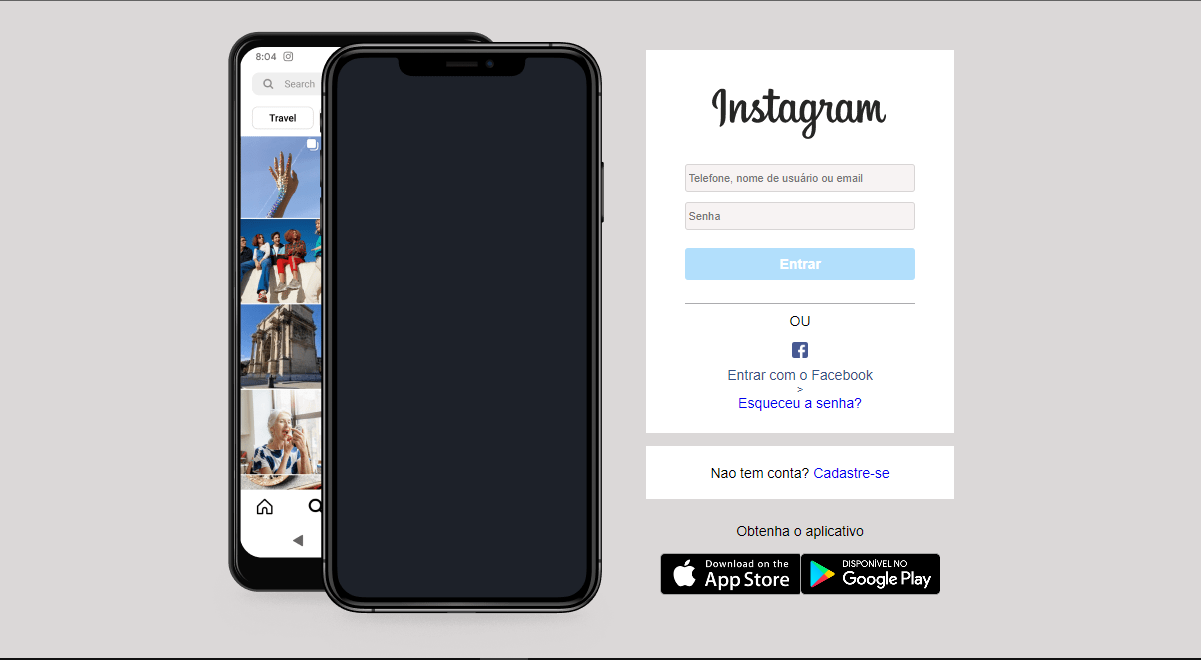 8:04
Search
Travel
Instagram
Telefone, nome de usuário ou email
Senha
Entrar
OU
Entrar com o Facebook
>
Esqueceu a senha?
Nao tem conta? Cadastre-se
Obtenha o aplicativo
Download on the
App Store
DISPONÍVEL NO
Google Play